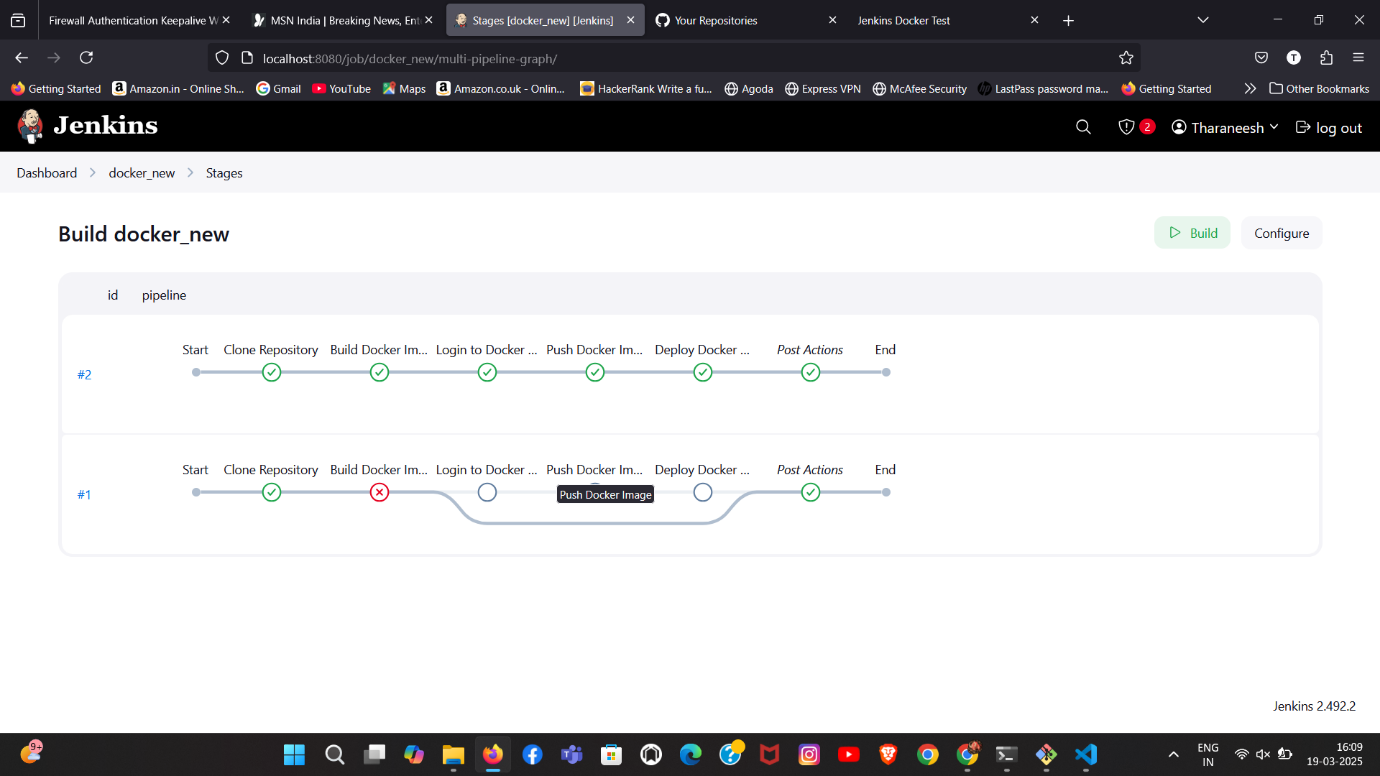 Firewall Authentication Keepalive W
MSN India | Breaking News, Ent
Stages [docker_new] [Jenkins]
Your Repositories
Jenkins Docker Test
localhost:8080/job/docker_new/multi-pipeline-graph/
T
Getting Started
Amazon.in - Online Sh...
Gmail
YouTube
Maps
Amazon.co.uk - Onlin...
HackerRank Write a fu...
Agoda
Express VPN
McAfee Security
LastPass password ma...
Getting Started
Other Bookmarks
Jenkins
2
Tharaneesh
log out
Dashboard
docker_new
Stages
Build docker_new
Build
Configure
id
pipeline
Start
Clone Repository
Build Docker Im...
Login to Docker ...
Push Docker Im...
Deploy Docker ...
Post Actions
End
#2
Start
Clone Repository
Build Docker Im...
Login to Docker ...
Push Docker Im...
Deploy Docker ...
Post Actions
End
#1
Push Docker Image
Jenkins 2.492.2
9+
ENG
IN
16:09
19-03-2025